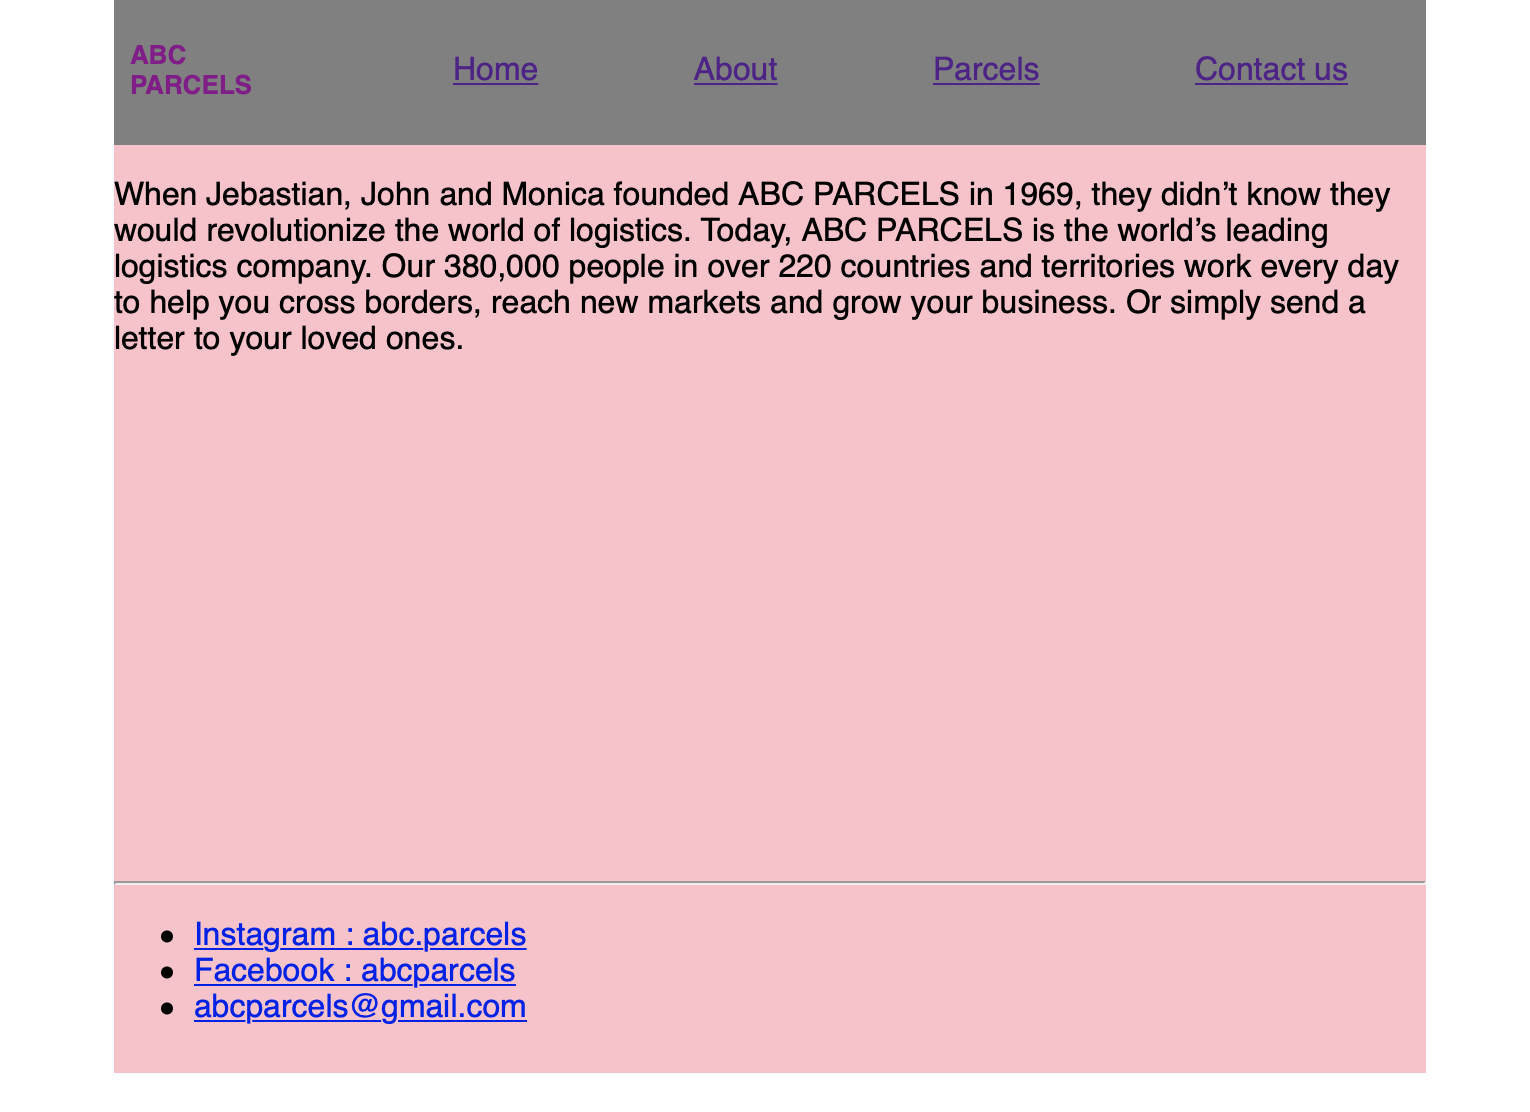 ABC
PARCELS
Home
About
Parcels
Contact us
When Jebastian, John and Monica founded ABC PARCELS in 1969, they didn’t know they
would revolutionize the world of logistics. Today, ABC PARCELS is the world’s leading
logistics company. Our 380,000 people in over 220 countries and territories work every day
to help you cross borders, reach new markets and grow your business. Or simply send a
letter to your loved ones.
Instagram : abc.parcels
Facebook : abcparcels
abcparcels@gmail.com